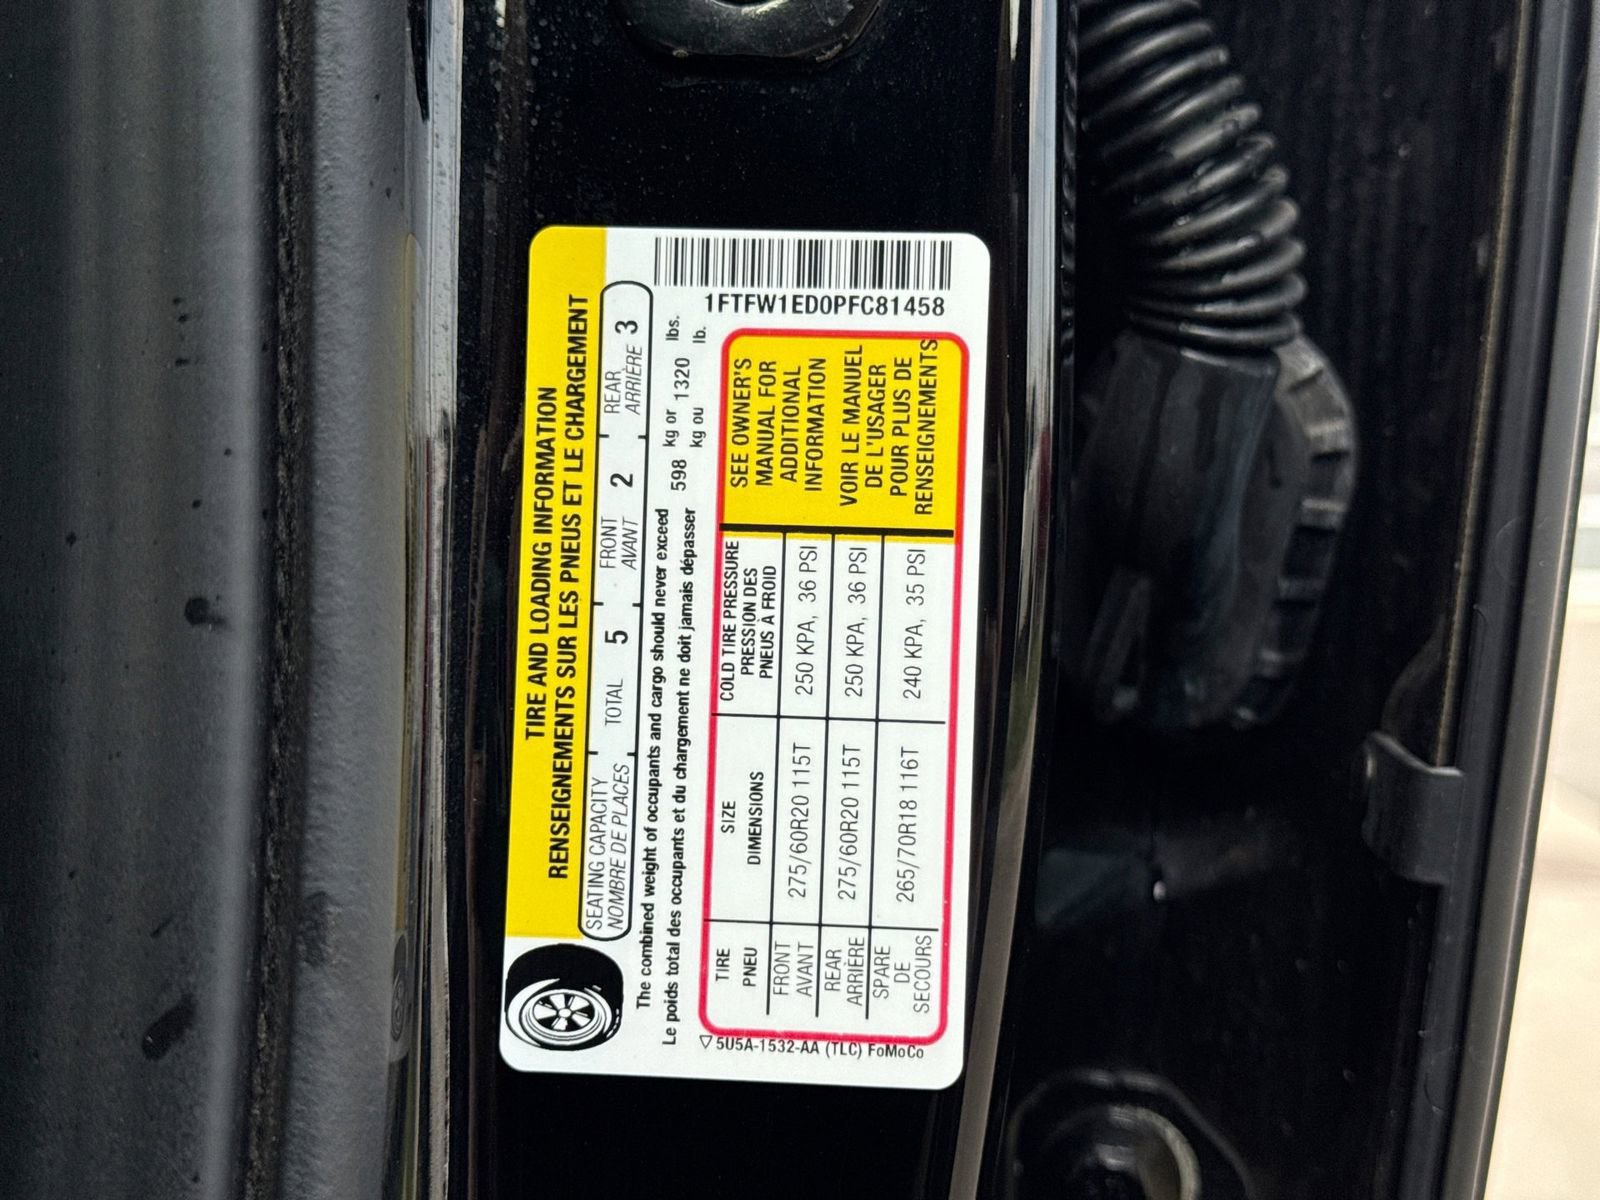 TIRE AND LOADING INFORMATION
RENSEIGNEMENTS SUR LES PNEUS ET LE CHARGEMENT
SEATING CAPACITY TOTAL 5 FRONT 2 REAR 3
NOMBRE DE PLACES AVANT ARRIÈRE
The combined weight of occupants and cargo should never exceed 598 kg or 1320 lbs.
Le poids total des occupants et du chargement ne doit jamais dépasser kg ou lb.
1FTFW1ED0PFC81458
TIRE SIZE COLD TIRE PRESSURE
PNEU DIMENSIONS PRESSION DES
PNEUS À FROID
FRONT 275/60R20 115T 250 KPA, 36 PSI
AVANT
REAR 275/60R20 115T 250 KPA, 36 PSI
ARRIÈRE
SPARE 265/70R18 116T 240 KPA, 35 PSI
DE
SECOURS
SEE OWNER'S
MANUAL FOR
ADDITIONAL
INFORMATION
VOIR LE MANUEL
DE L'USAGER
POUR PLUS DE
RENSEIGNEMENTS
5U5A-1532-AA (TLC) FoMoCo